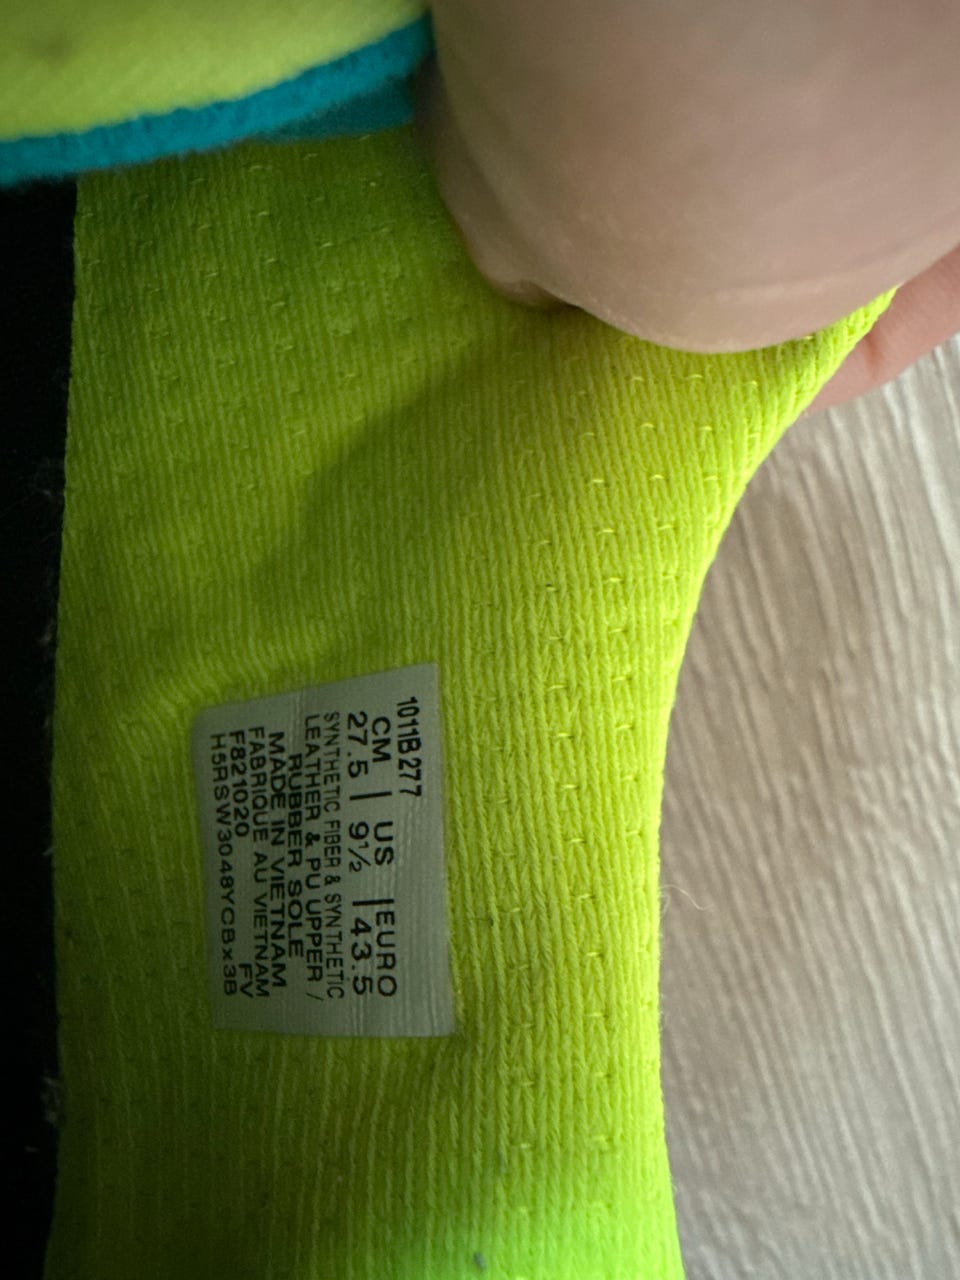 1011B277
CM | US | EURO
27.5 | 9½ | 43.5
SYNTHETIC FIBER & SYNTHETIC
LEATHER & PU UPPER /
RUBBER SOLE
MADE IN VIETNAM
FABRIQUE AU VIETNAM
F821020 FV
H5RSW3048YCBx3B